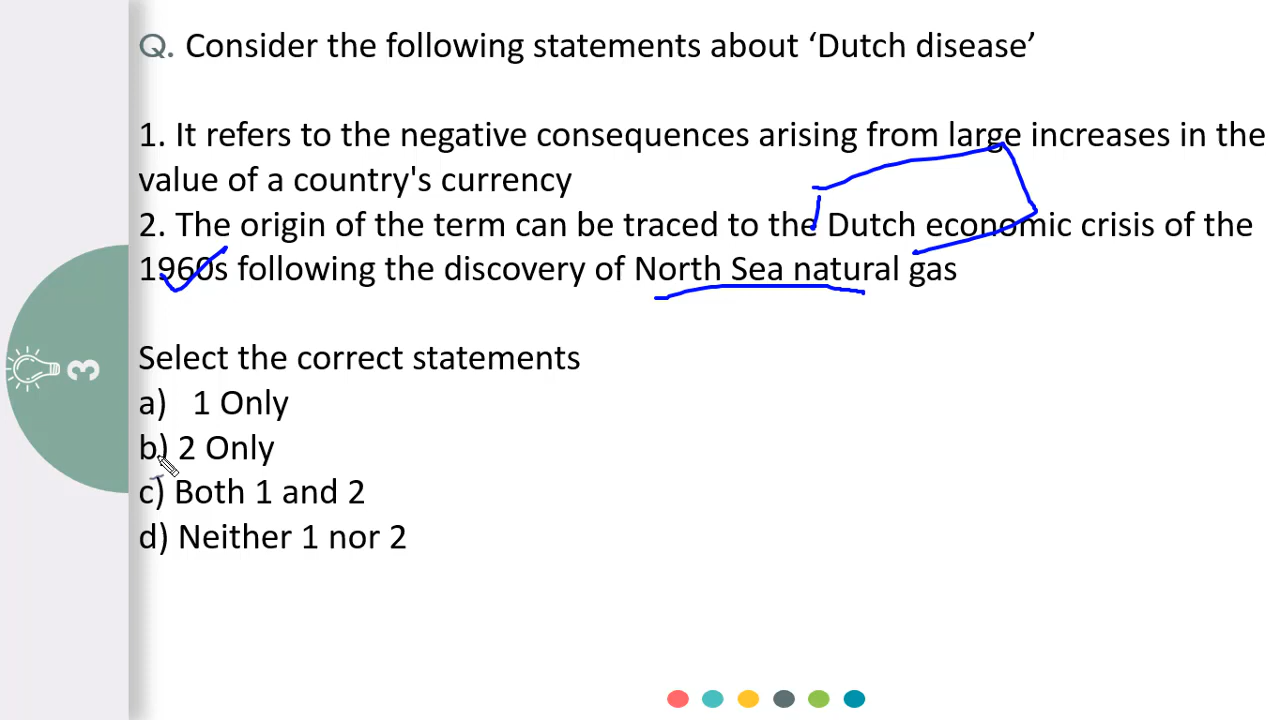 Q. Consider the following statements about ‘Dutch disease’
1. It refers to the negative consequences arising from large increases in the
value of a country's currency
2. The origin of the term can be traced to the Dutch economic crisis of the
1960s following the discovery of North Sea natural gas
Select the correct statements
a) 1 Only
b) 2 Only
c) Both 1 and 2
d) Neither 1 nor 2
3